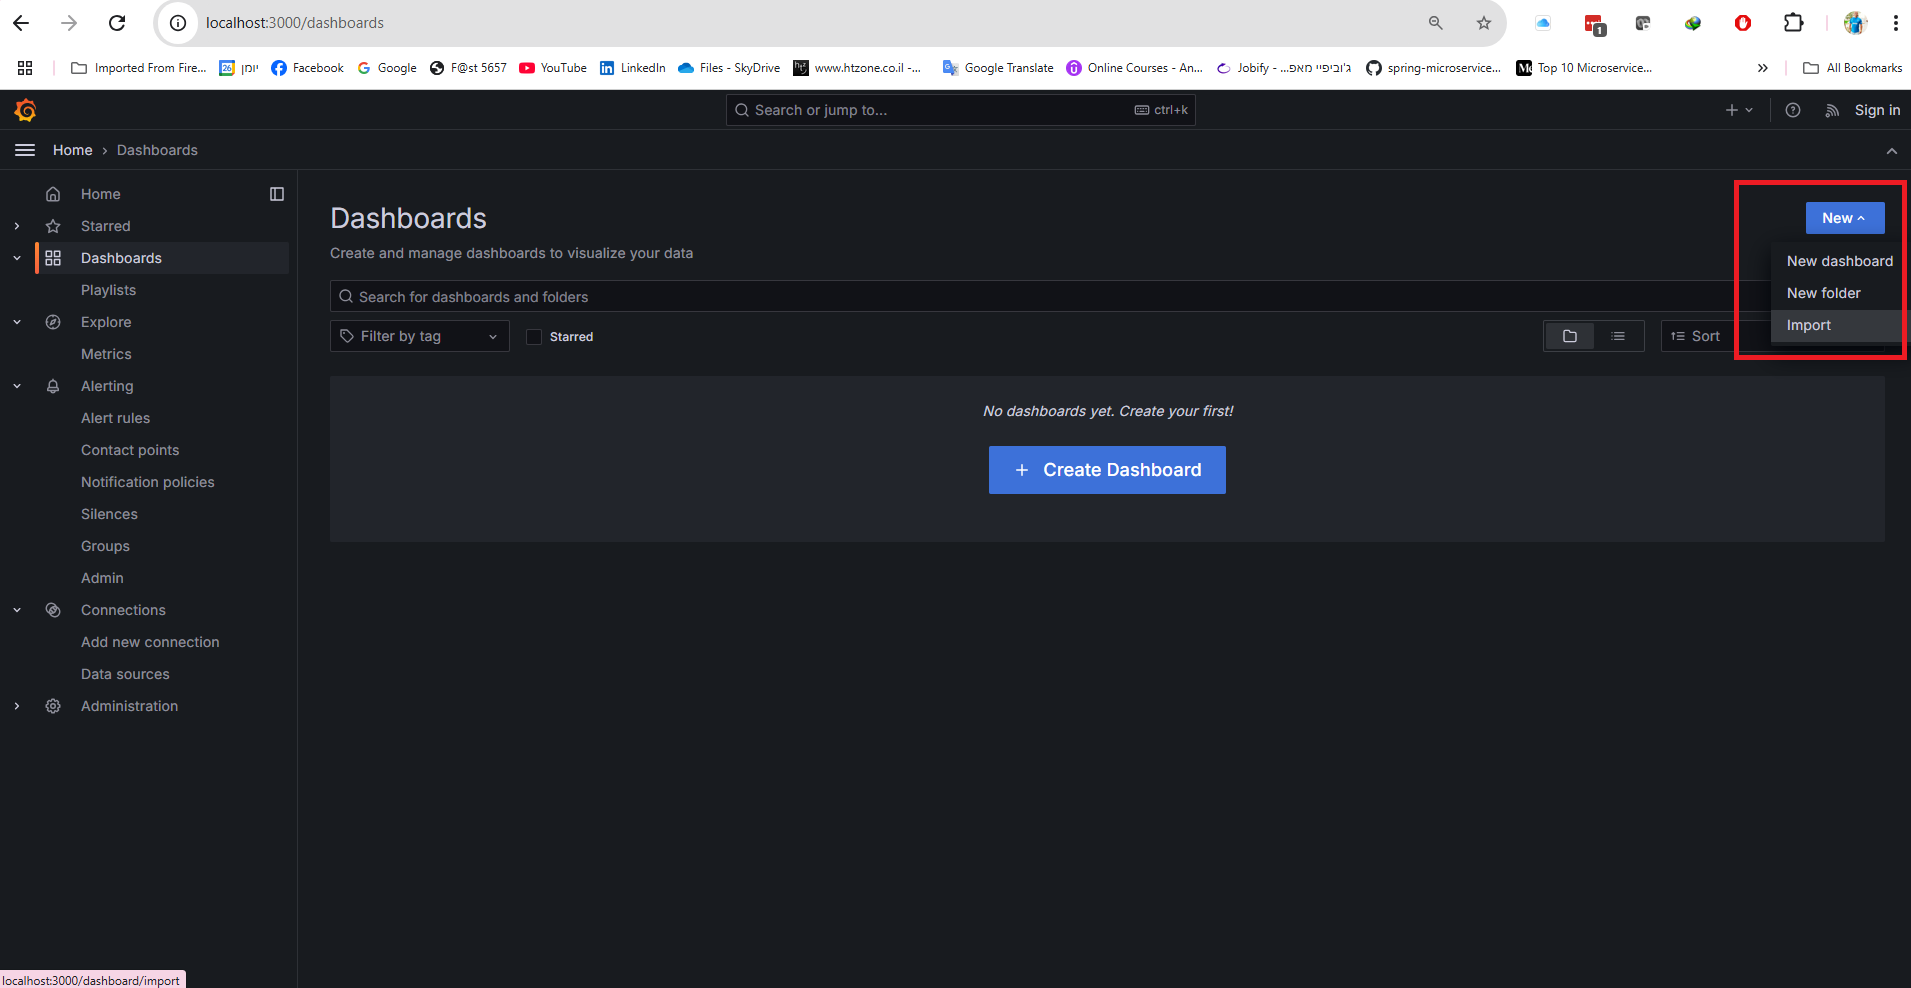 localhost:3000/dashboards
1
Imported From Fire... 26 יומן Facebook Google F@st 5657 YouTube LinkedIn Files - SkyDrive htz www.htzone.co.il -... Google Translate Online Courses - An... Jobify - ...ג'וביפיי מאפ spring-microservice... Top 10 Microservice... All Bookmarks
Search or jump to... ctrl+k Sign in
Home › Dashboards
Home
Starred
Dashboards
Playlists
Explore
Metrics
Alerting
Alert rules
Contact points
Notification policies
Silences
Groups
Admin
Connections
Add new connection
Data sources
Administration
Dashboards
Create and manage dashboards to visualize your data
New
New dashboard
New folder
Import
Search for dashboards and folders
Filter by tag Starred Sort
No dashboards yet. Create your first!
+ Create Dashboard
localhost:3000/dashboard/import